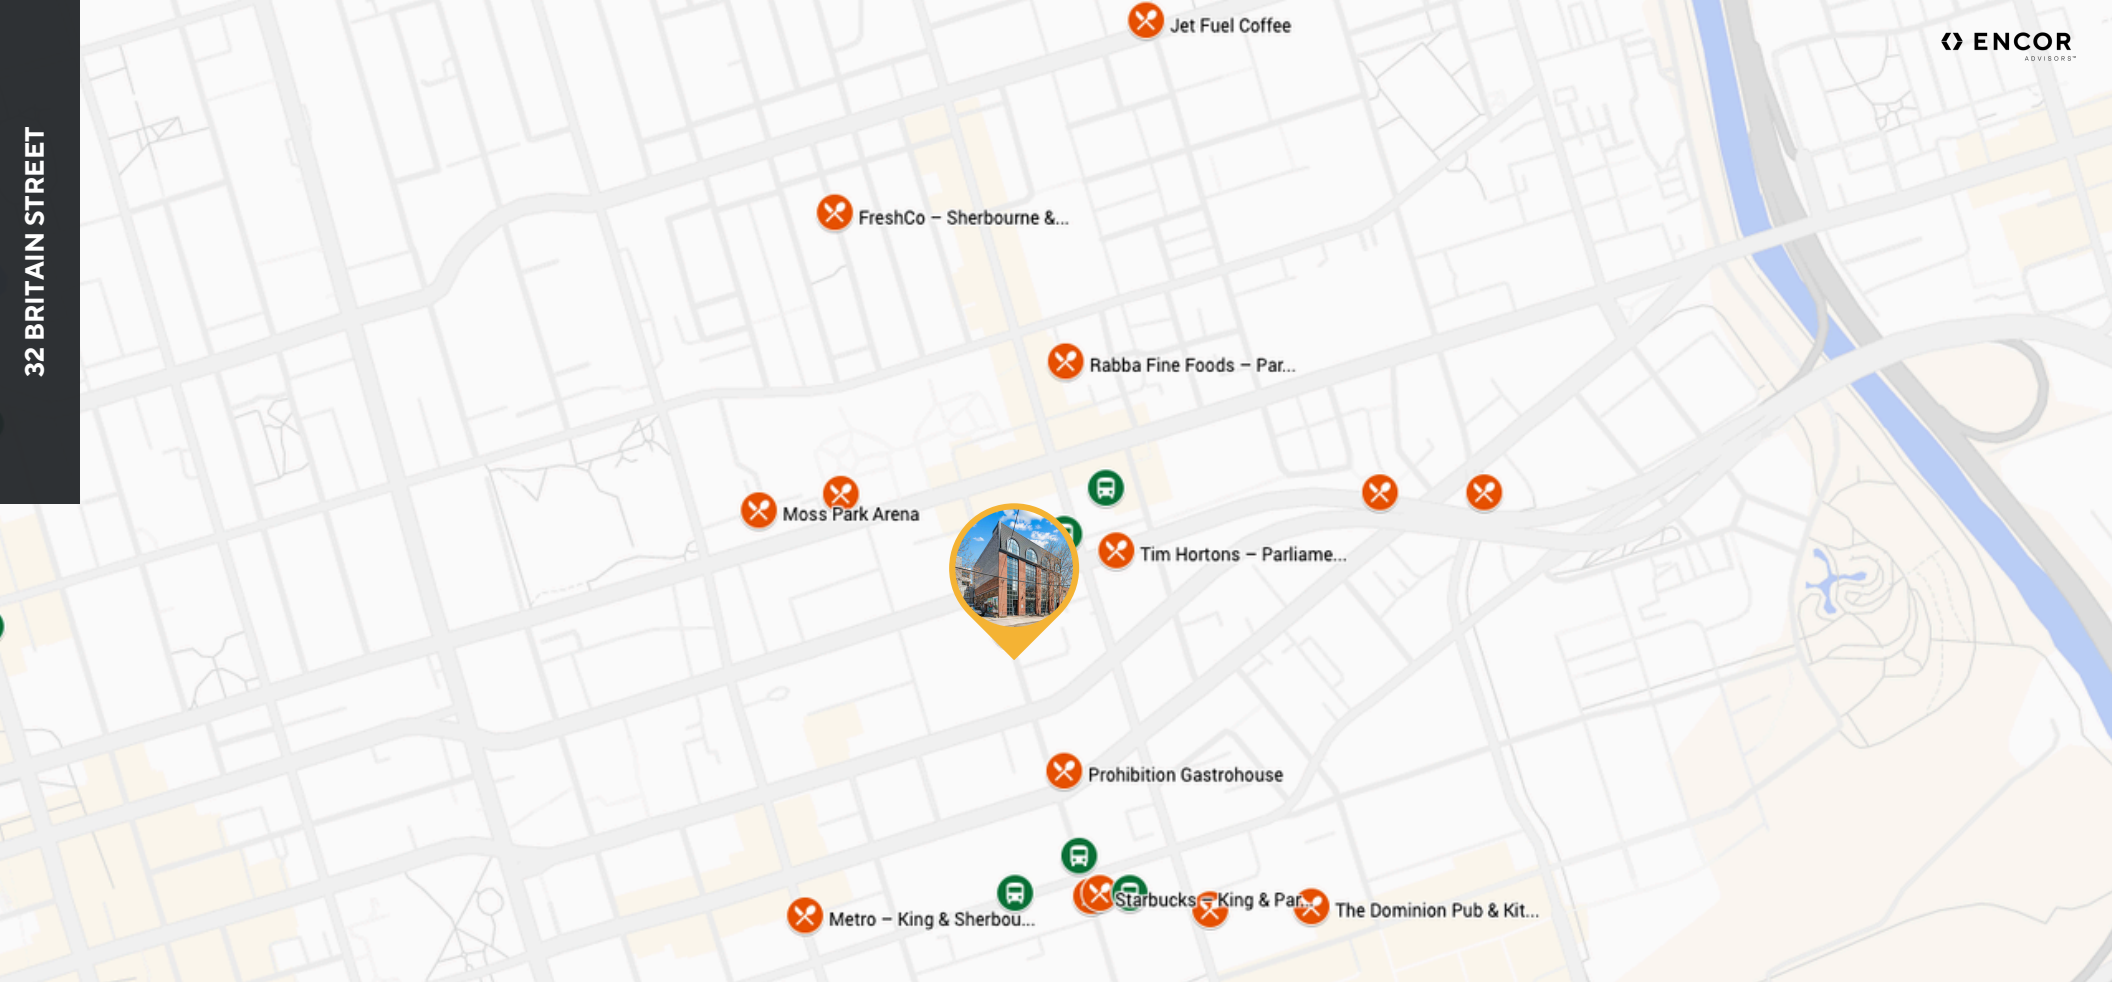 32 BRITAIN STREET
ENCOR
ADVISORS™
Jet Fuel Coffee
FreshCo – Sherbourne &...
Rabba Fine Foods – Par...
Moss Park Arena
Tim Hortons – Parliame...
Prohibition Gastrohouse
Starbucks – King & Par...
Metro – King & Sherbou...
The Dominion Pub & Kit...